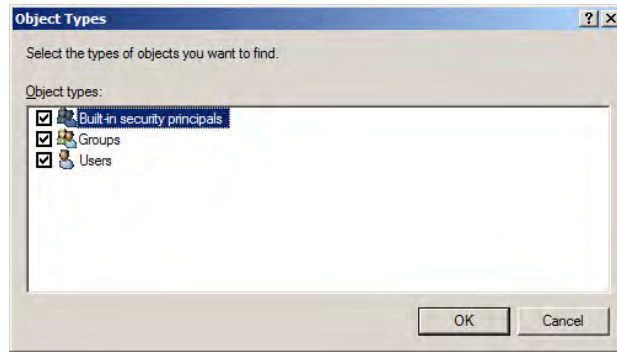 Object Types
Select the types of objects you want to find.
Object types:
Built-in security principals
Groups
Users
OK
Cancel